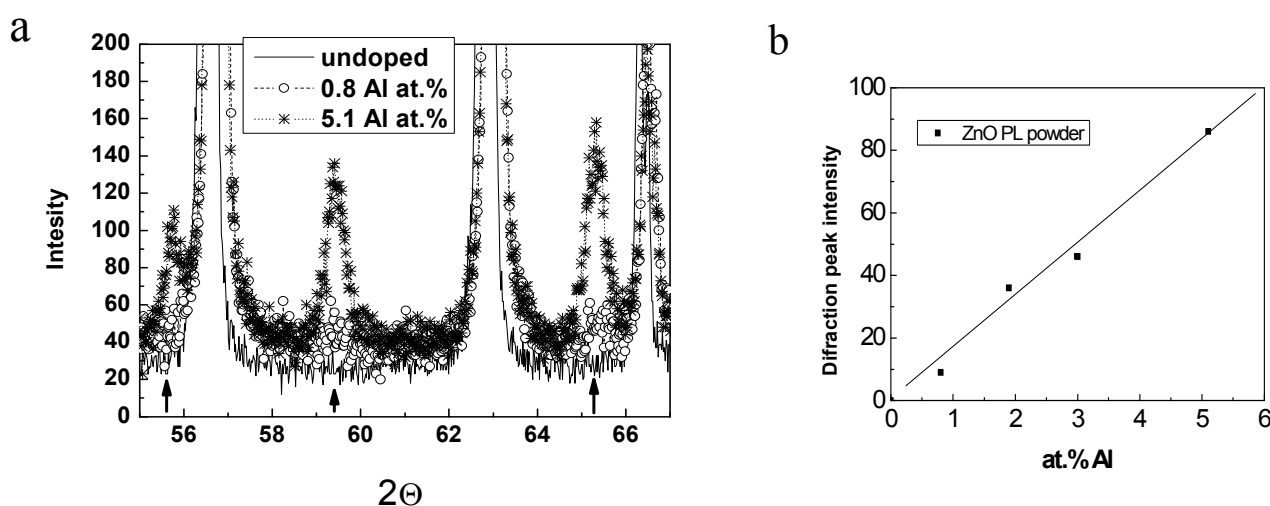 a
200
180
160
140
120
100
80
60
40
20
0
Intesity
undoped
0.8 Al at.%
5.1 Al at.%
56 58 60 62 64 66
2Θ
b
100
80
60
40
20
0
Difraction peak intensity
ZnO PL powder
0 1 2 3 4 5 6
at.% Al